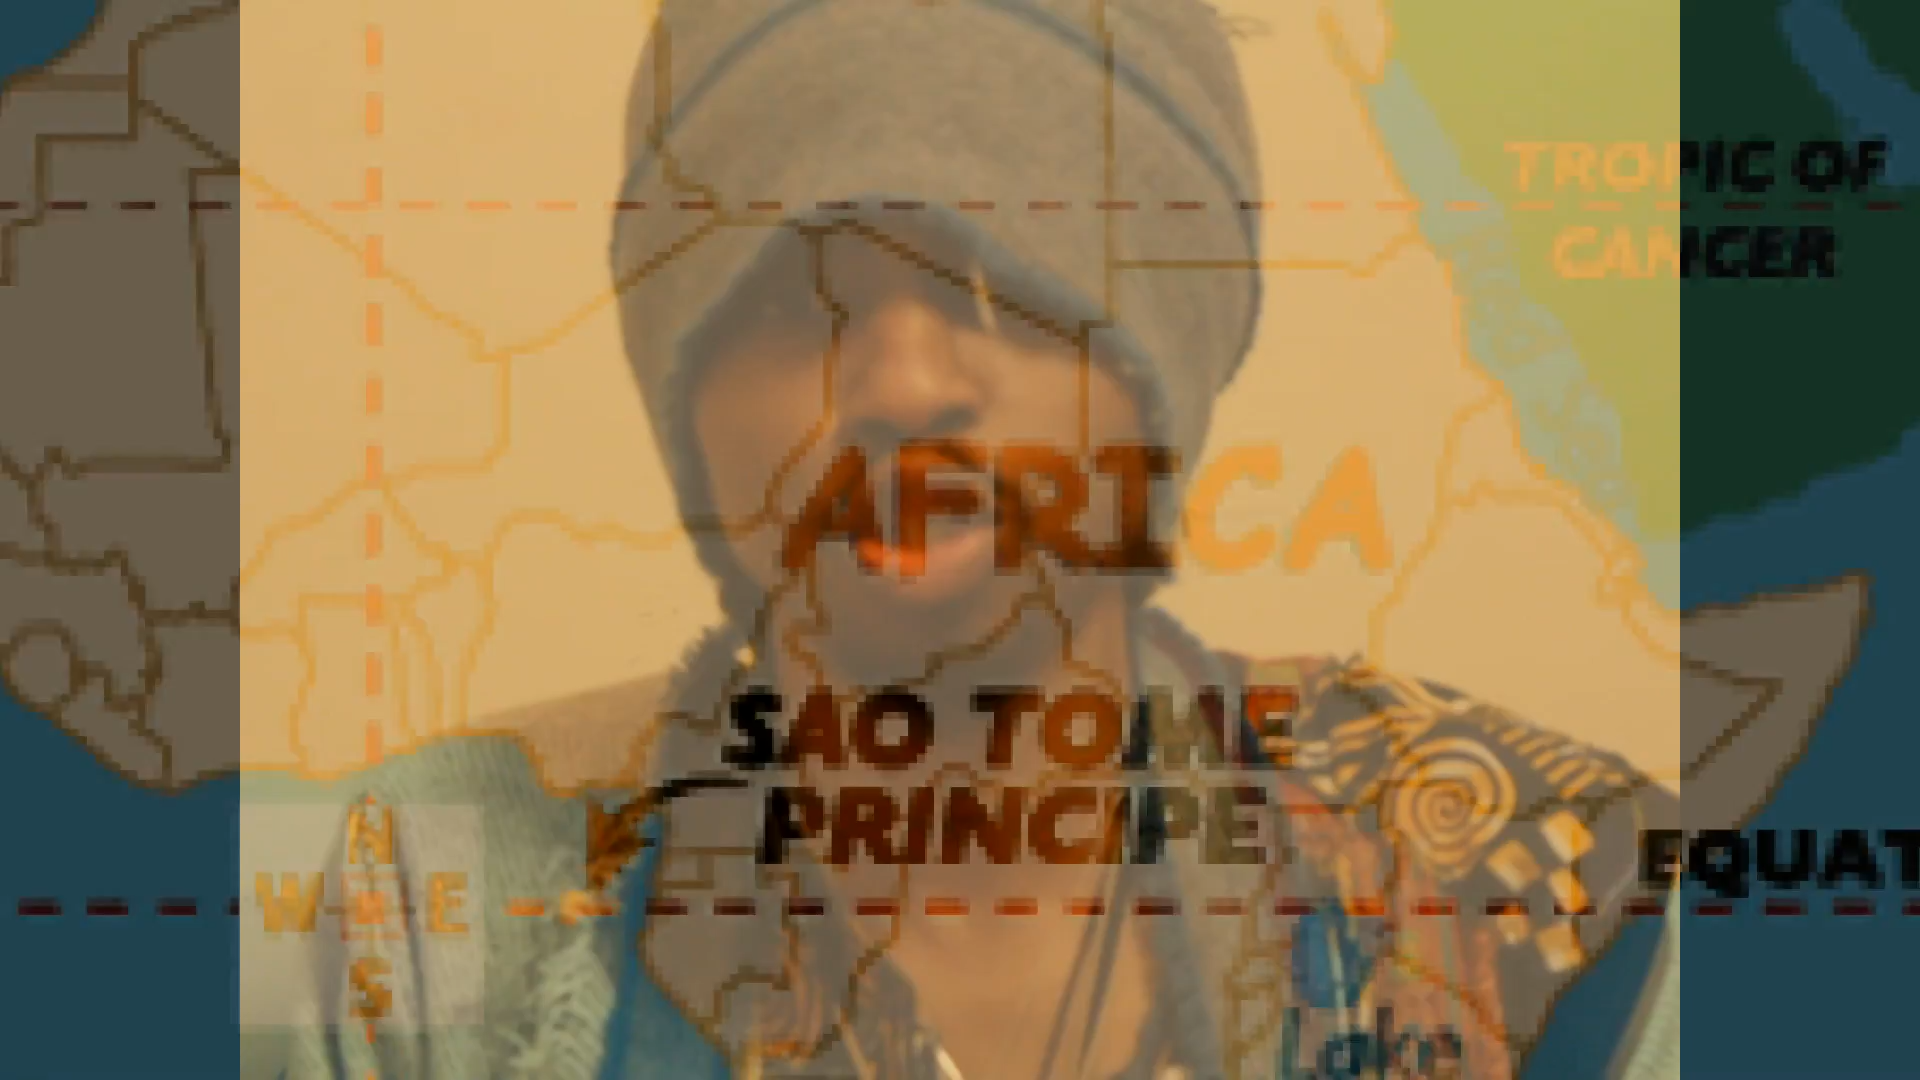 TROPIC OF
CANCER
AFRICA
SAO TOME
PRINCIPE
N
W E
S
EQUAT
Lake